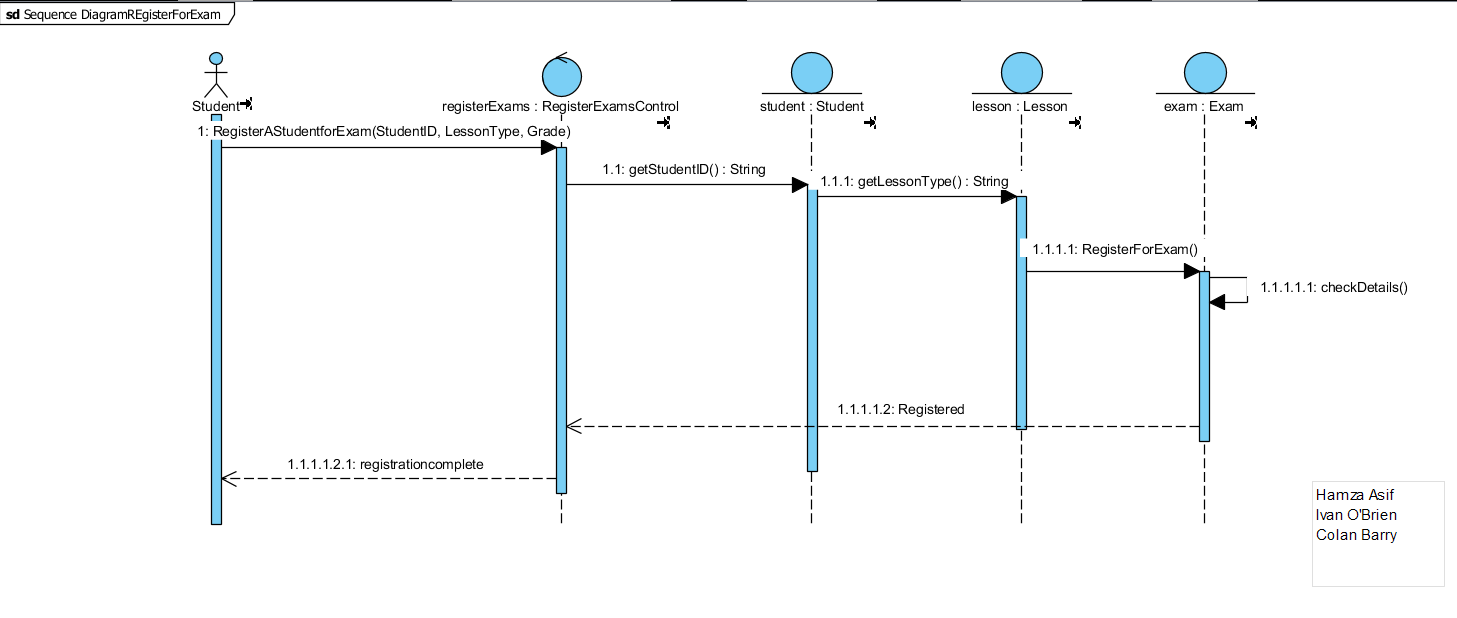 sd Sequence DiagramREgisterForExam
Student
registerExams : RegisterExamsControl
student : Student
lesson : Lesson
exam : Exam
1: RegisterAStudentforExam(StudentID, LessonType, Grade)
1.1: getStudentID() : String
1.1.1: getLessonType() : String
1.1.1.1: RegisterForExam()
1.1.1.1.1: checkDetails()
1.1.1.1.2: Registered
1.1.1.1.2.1: registrationcomplete
Hamza Asif
Ivan O'Brien
Colan Barry